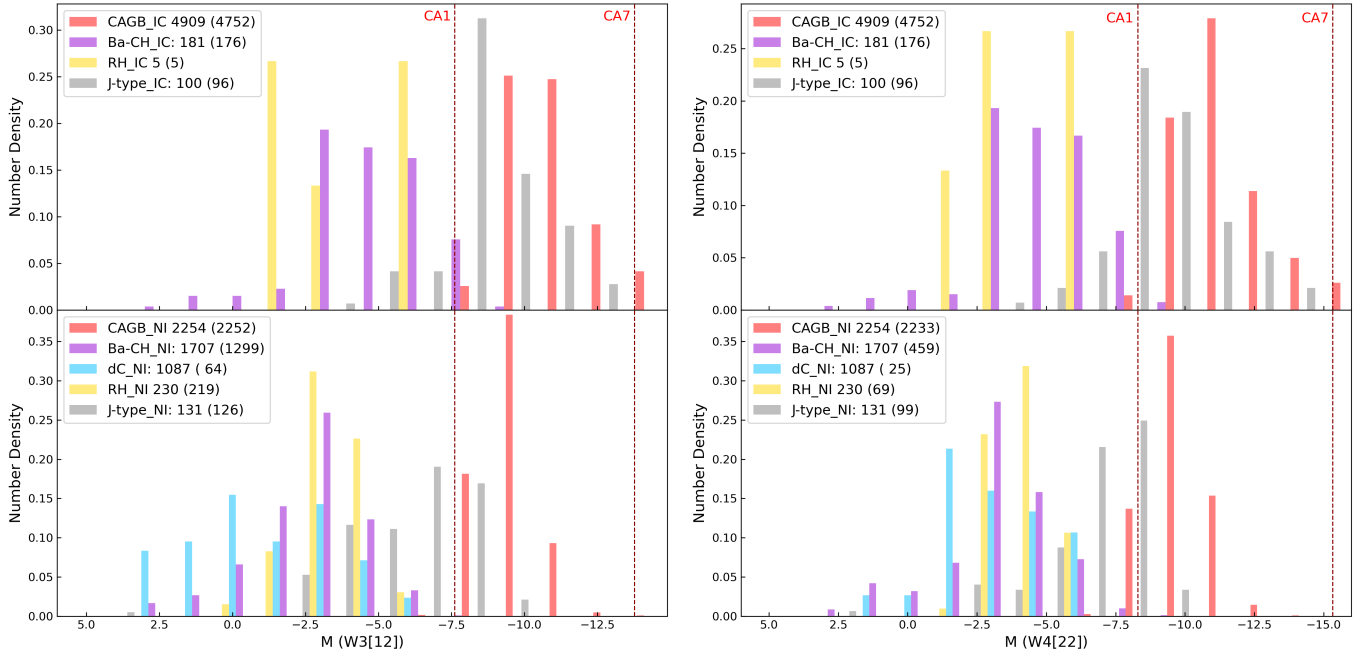 CA1
CA7
CAGB_IC 4909 (4752)
Ba-CH_IC: 181 (176)
RH_IC 5 (5)
J-type_IC: 100 (96)
Number Density
0.30
0.25
0.20
0.15
0.10
0.05
0.00
CAGB_NI 2254 (2252)
Ba-CH_NI: 1707 (1299)
dC_NI: 1087 ( 64)
RH_NI 230 (219)
J-type_NI: 131 (126)
Number Density
0.35
0.30
0.25
0.20
0.15
0.10
0.05
0.00
5.0 2.5 0.0 −2.5 −5.0 −7.5 −10.0 −12.5
M (W3[12])
CA1
CA7
CAGB_IC 4909 (4752)
Ba-CH_IC: 181 (176)
RH_IC 5 (5)
J-type_IC: 100 (96)
Number Density
0.25
0.20
0.15
0.10
0.05
0.00
CAGB_NI 2254 (2233)
Ba-CH_NI: 1707 (459)
dC_NI: 1087 ( 25)
RH_NI 230 (69)
J-type_NI: 131 (99)
Number Density
0.35
0.30
0.25
0.20
0.15
0.10
0.05
0.00
5.0 2.5 0.0 −2.5 −5.0 −7.5 −10.0 −12.5 −15.0
M (W4[22])